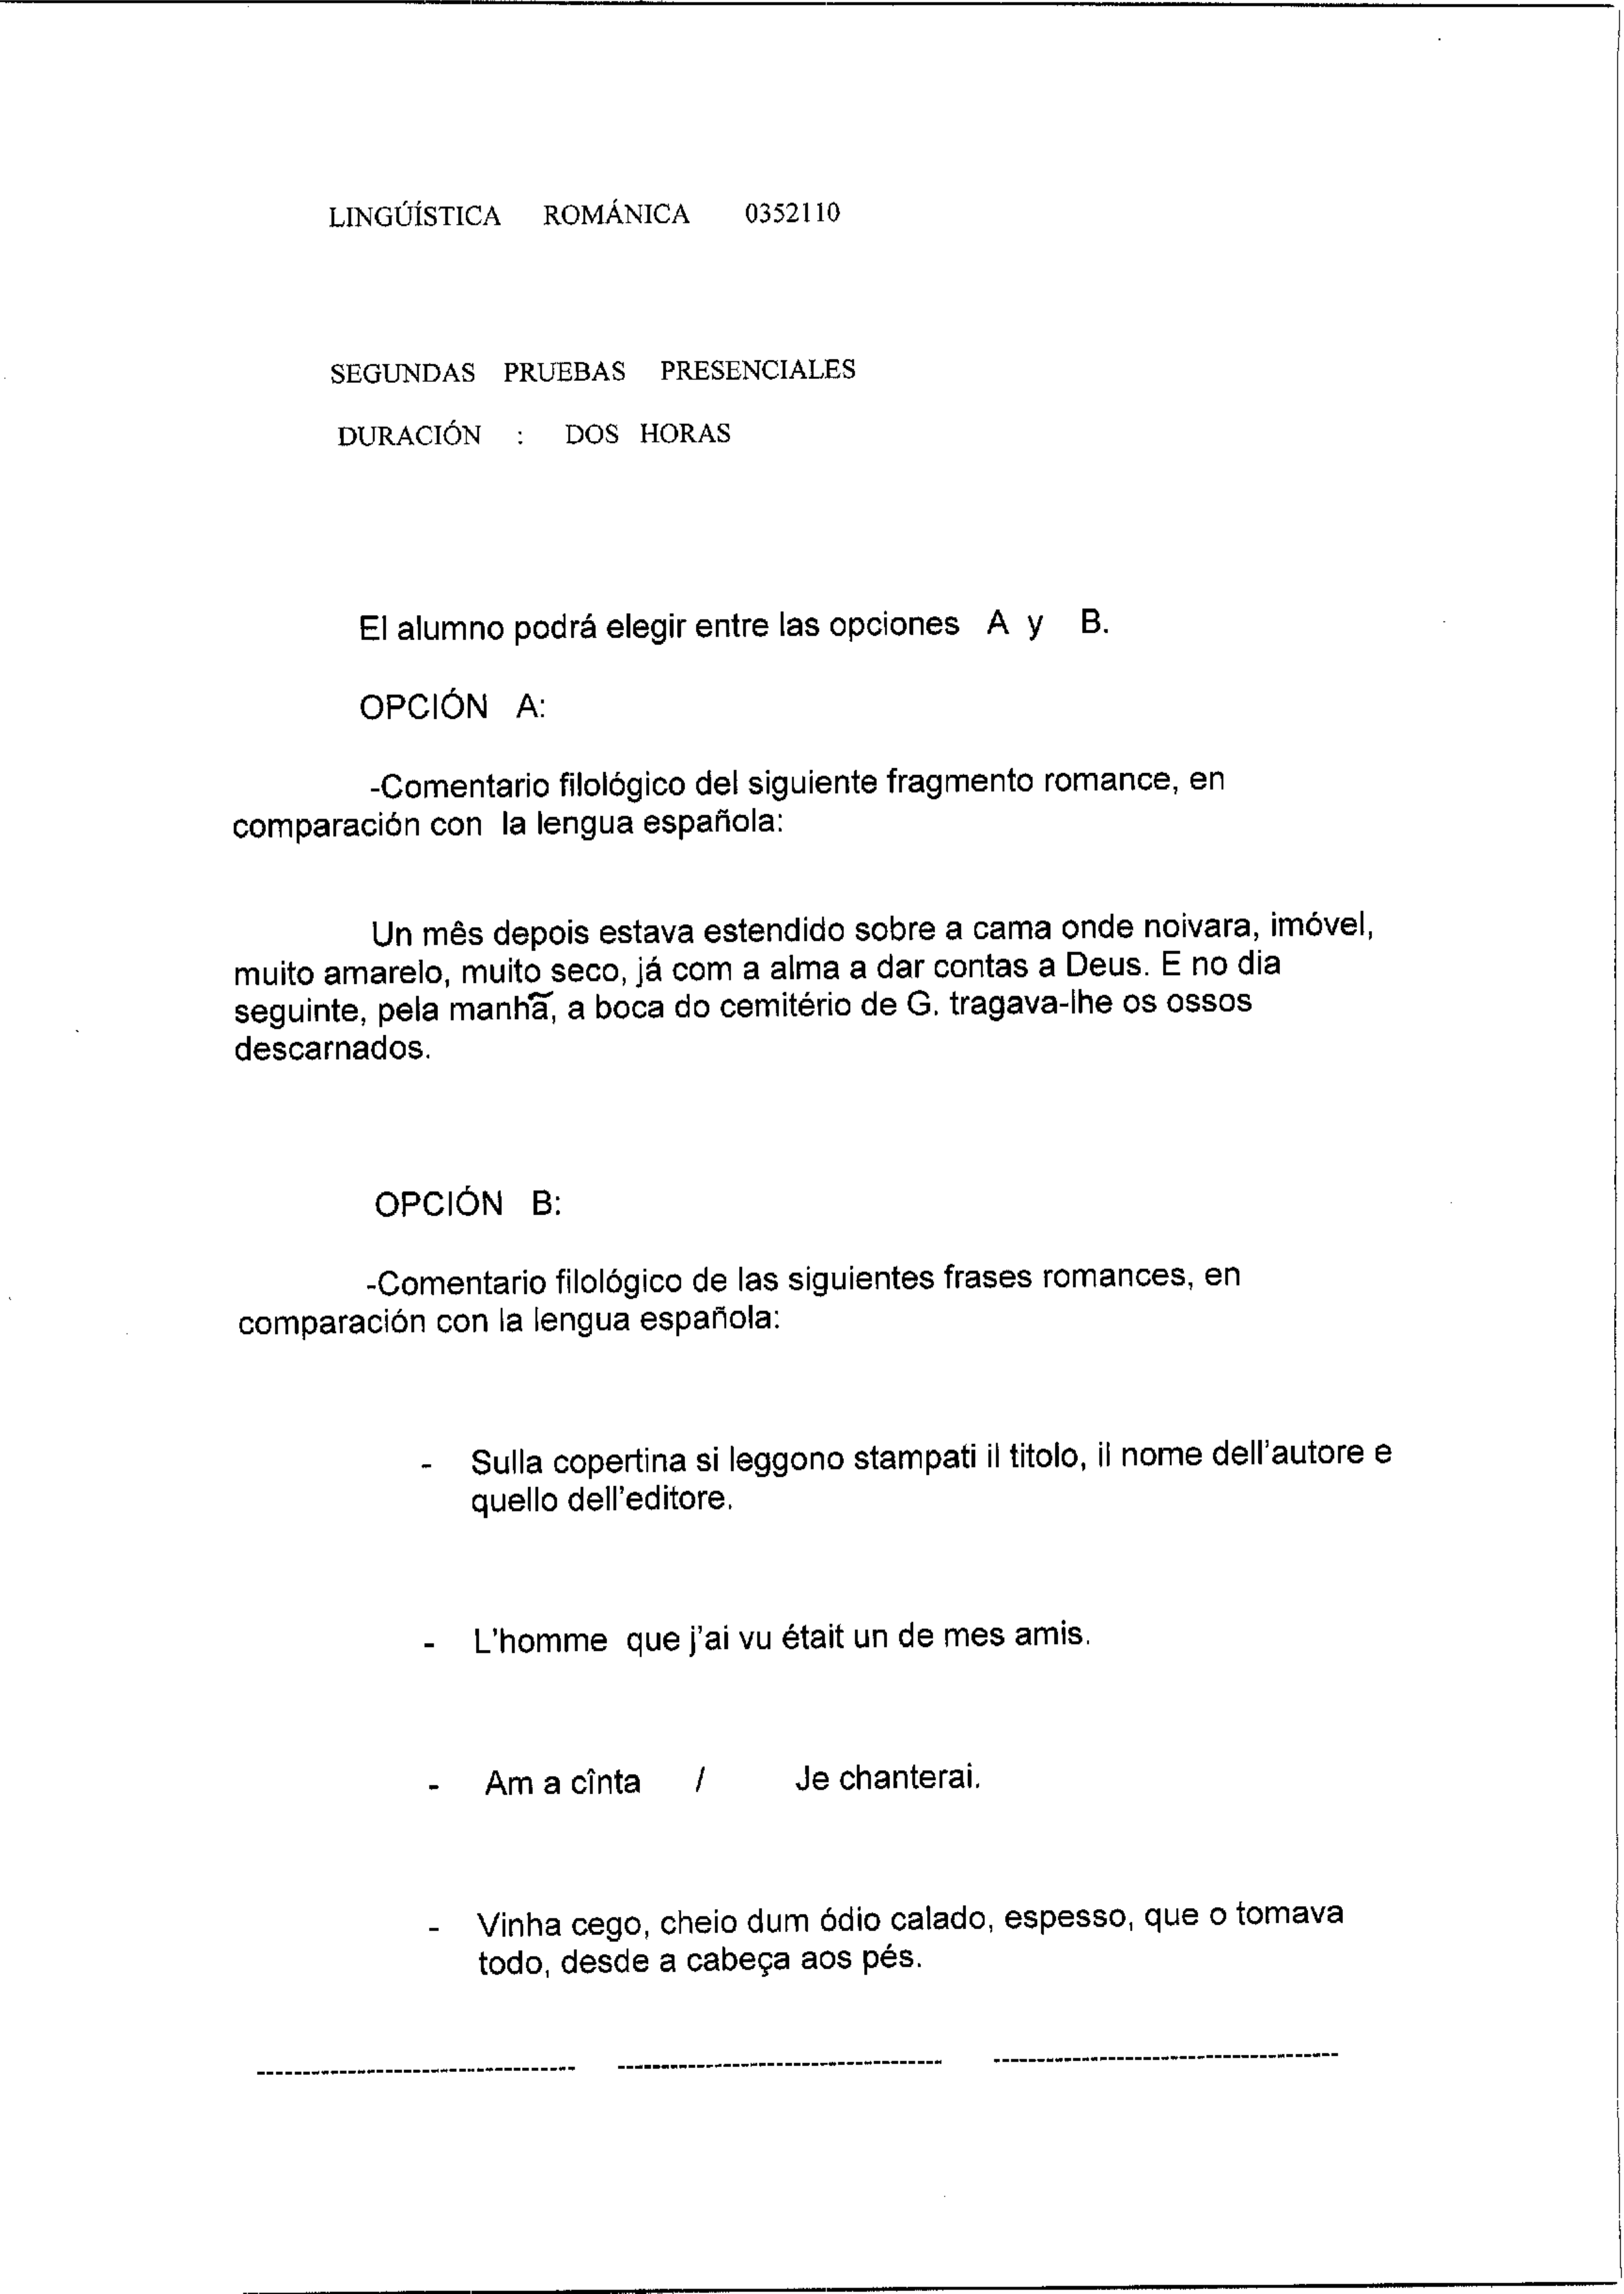 LINGÚÍSTICA ROMÁNICA 0352110
SEGUNDAS PRUEBAS PRESENCIALES
DURACIÓN : DOS HORAS
El alumno podrá elegir entre las opciones A y B.
OPCIÓN A:
-Comentario filológico del siguiente fragmento romance, en
comparación con la lengua española:
Un mês depois estava estendido sobre a cama onde noivara, imóvel,
muito amarelo, muito seco, já com a alma a dar contas a Deus. E no dia
seguinte, pela manhã, a boca do cemitério de G. tragava-lhe os ossos
descarnados.
OPCIÓN B:
-Comentario filológico de las siguientes frases romances, en
comparación con la lengua española:
- Sulla copertina si leggono stampati il titolo, il nome dell'autore e
quello dell'editore.
- L'homme que j'ai vu était un de mes amis.
- Am a cînta / Je chanterai.
- Vinha cego, cheio dum ódio calado, espesso, que o tomava
todo, desde a cabeça aos pés.